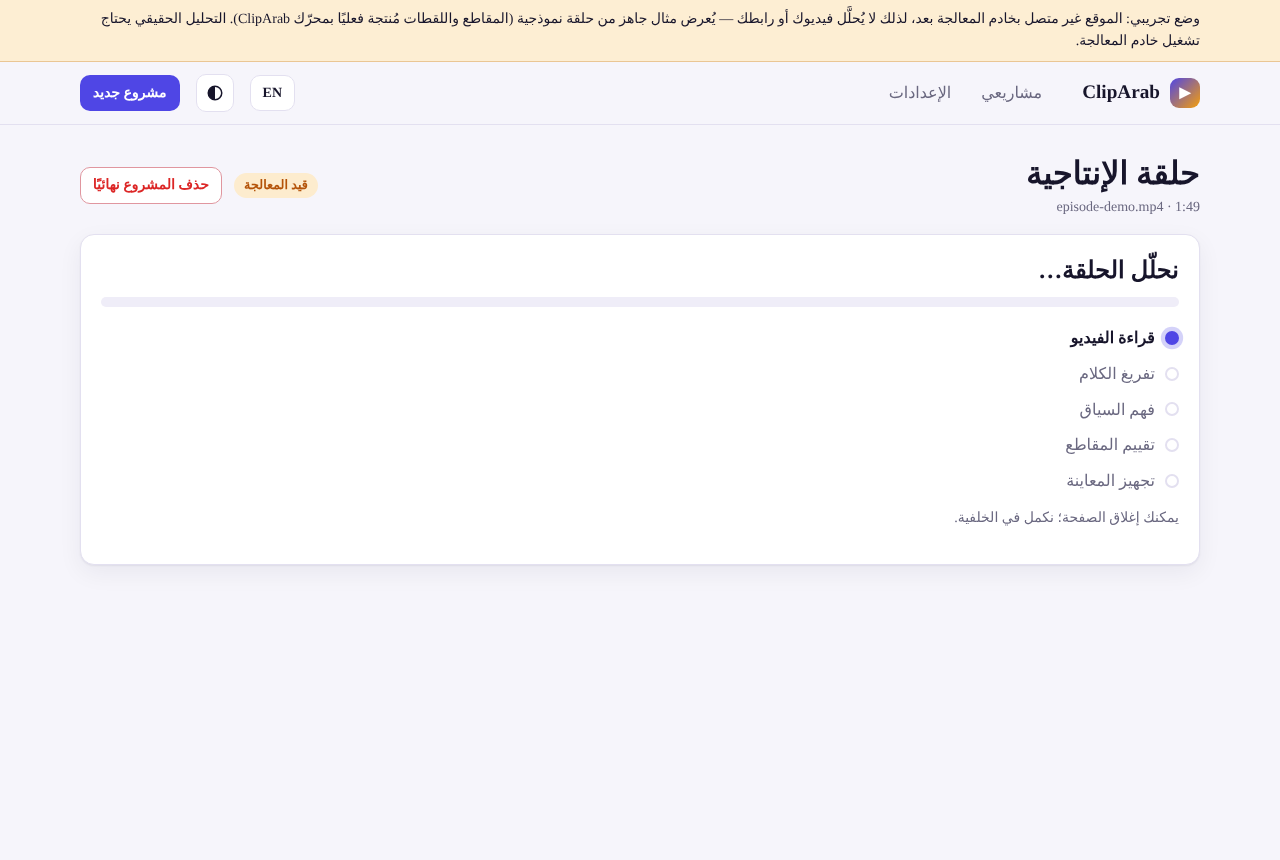 وضع تجريبي: الموقع غير متصل بخادم المعالجة بعد، لذلك لا يُحلَّل فيديوك أو رابطك — يُعرض مثال جاهز من حلقة نموذجية (المقاطع واللقطات مُنتجة فعليًا بمحرّك ClipArab). التحليل الحقيقي يحتاج
تشغيل خادم المعالجة.
ClipArab
مشاريعي
الإعدادات
EN
مشروع جديد
حلقة الإنتاجية
episode-demo.mp4 · 1:49
قيد المعالجة
حذف المشروع نهائيًا
نحلّل الحلقة…
قراءة الفيديو
تفريغ الكلام
فهم السياق
تقييم المقاطع
تجهيز المعاينة
يمكنك إغلاق الصفحة؛ نكمل في الخلفية.